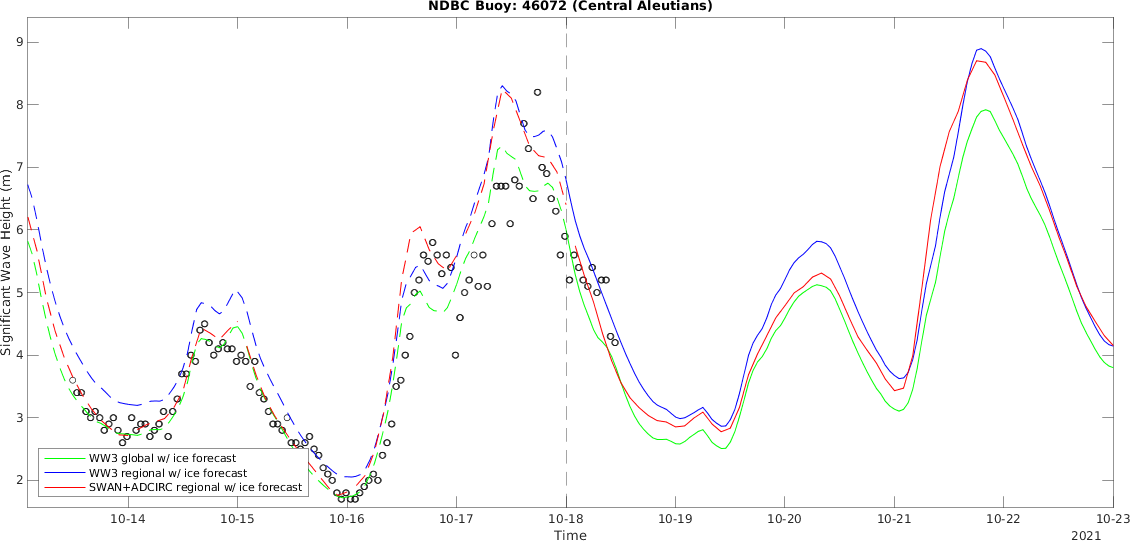 NDBC Buoy: 46072 (Central Aleutians)
9
8
7
6
5
4
3
2
Significant Wave Height (m)
WW3 global w/ ice forecast
WW3 regional w/ ice forecast
SWAN+ADCIRC regional w/ ice forecast
10-14 10-15 10-16 10-17 10-18 10-19 10-20 10-21 10-22 10-23
Time
2021